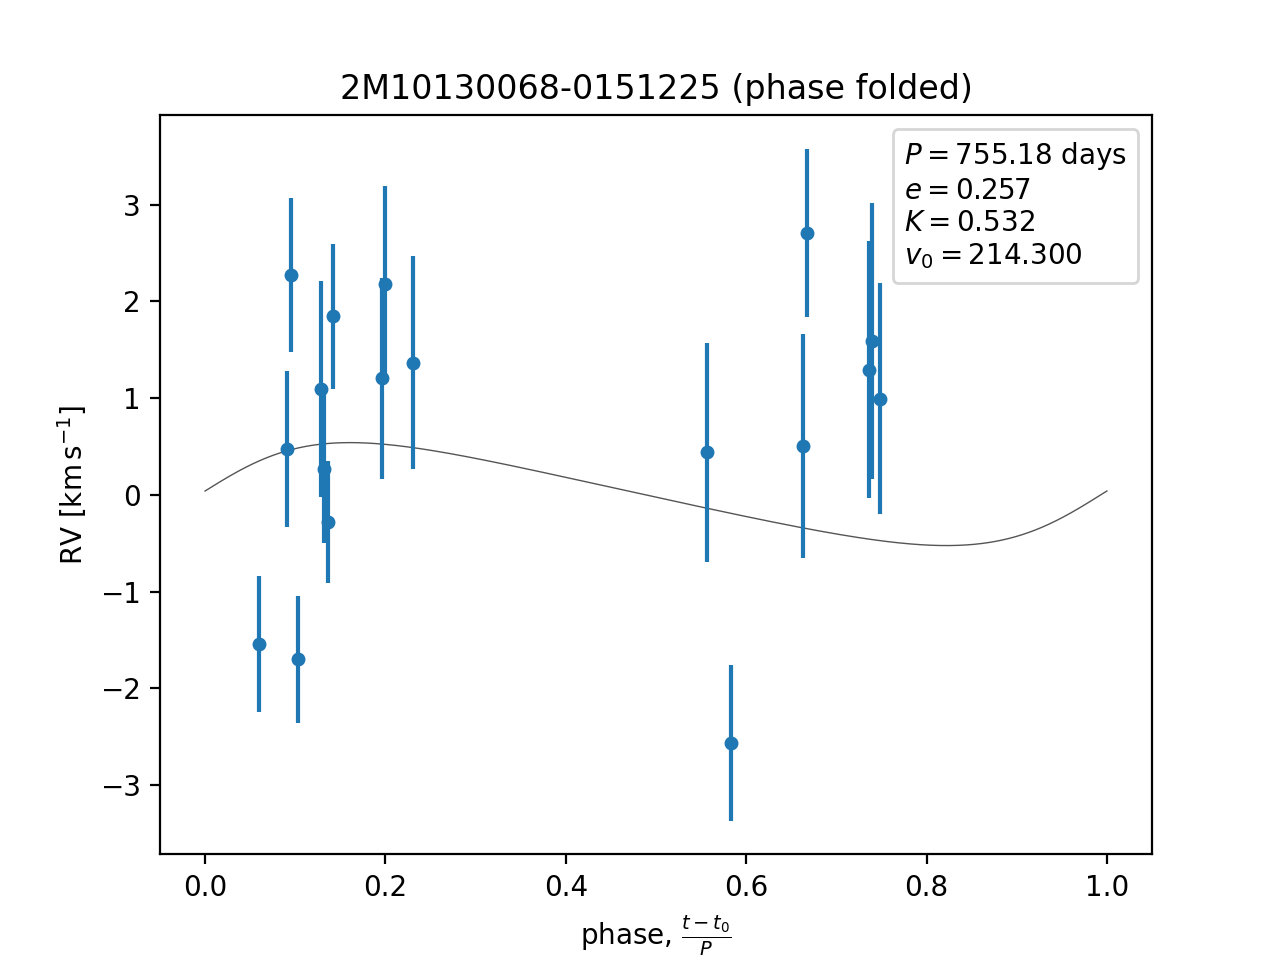 2M10130068-0151225 (phase folded)
P = 755.18 days
e = 0.257
K = 0.532
v₀ = 214.300
3
2
1
0
−1
−2
−3
RV [km s⁻¹]
0.0 0.2 0.4 0.6 0.8 1.0
phase, (t − t₀)/P